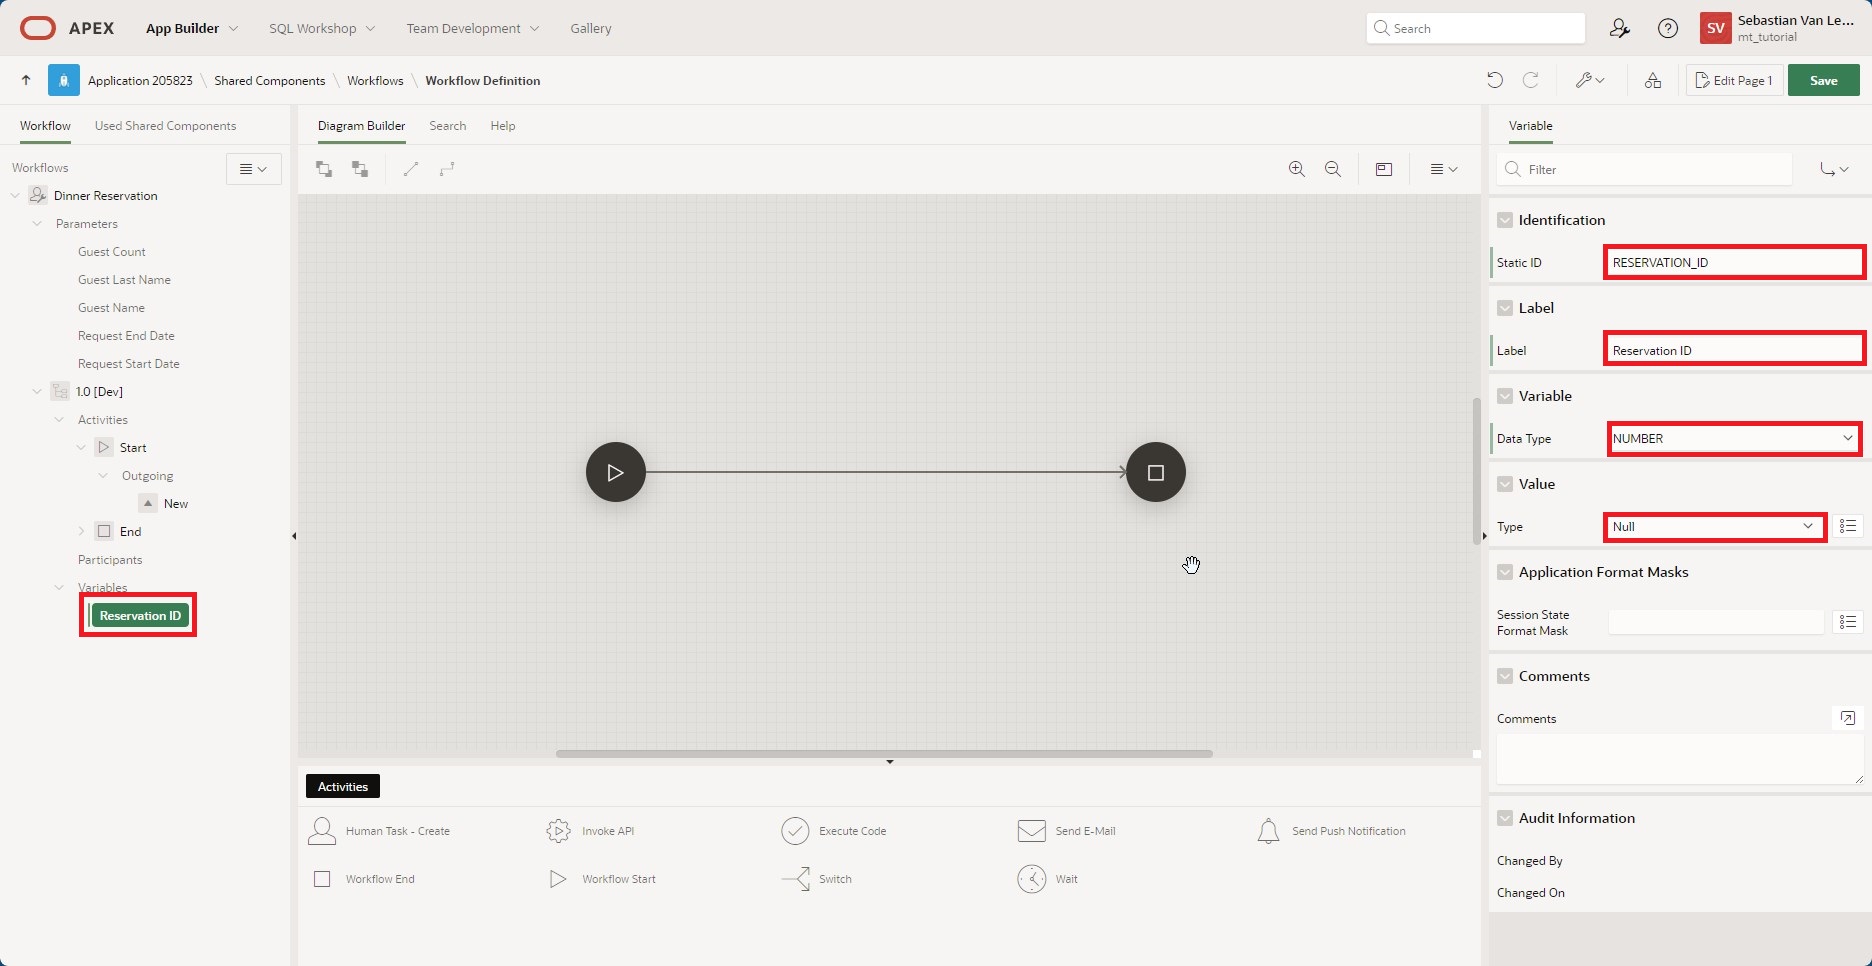 APEX App Builder SQL Workshop Team Development Gallery Search SV Sebastian Van Le...
mt_tutorial
Application 205823 Shared Components Workflows Workflow Definition Edit Page 1 Save
Workflow Used Shared Components
Workflows
Dinner Reservation
Parameters
Guest Count
Guest Last Name
Guest Name
Request End Date
Request Start Date
1.0 [Dev]
Activities
Start
Outgoing
New
End
Participants
Variables
Reservation ID
Diagram Builder Search Help
Activities
Human Task - Create Invoke API Execute Code Send E-Mail Send Push Notification
Workflow End Workflow Start Switch Wait
Variable
Filter
Identification
Static ID RESERVATION_ID
Label
Label Reservation ID
Variable
Data Type NUMBER
Value
Type Null
Application Format Masks
Session State
Format Mask
Comments
Comments
Audit Information
Changed By
Changed On